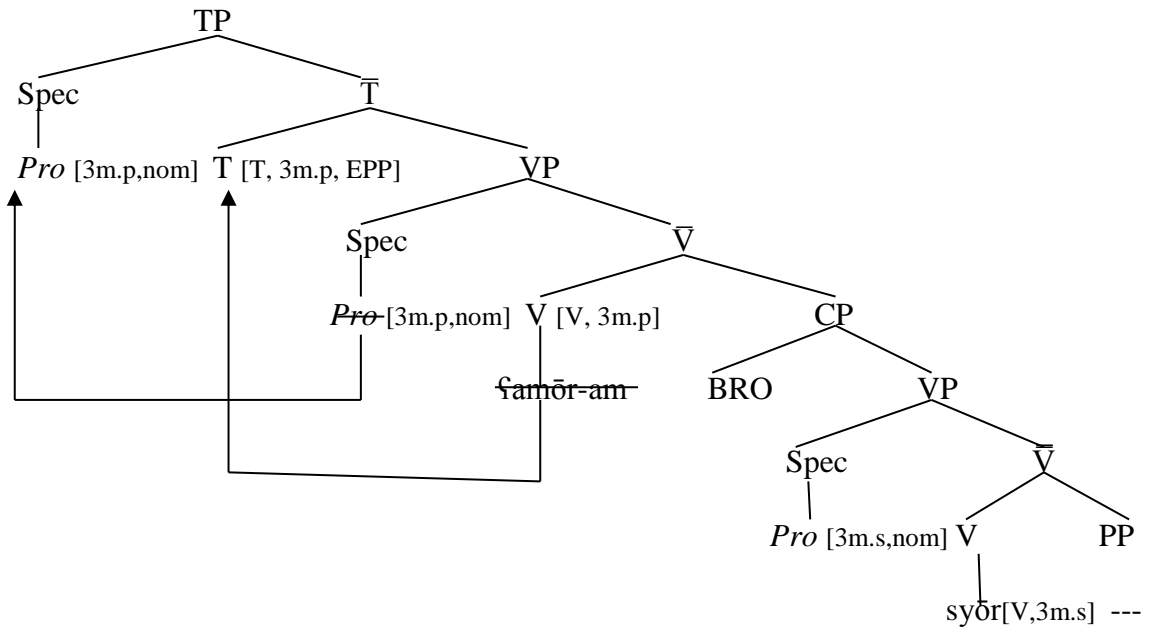 TP
Spec T̅
Pro [3m.p,nom] T [T, 3m.p, EPP] VP
Spec V̅
Pro [3m.p,nom] V [V, 3m.p] CP
ʕamōr-am BRO VP
Spec V̿
Pro [3m.s,nom] V PP
syōr[V,3m.s] ---